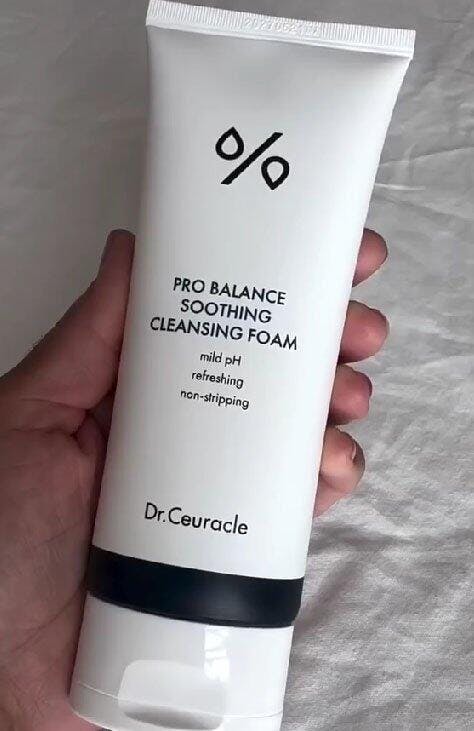 PRO BALANCE
SOOTHING
CLEANSING FOAM
mild pH
refreshing
non-stripping
Dr.Ceuracle